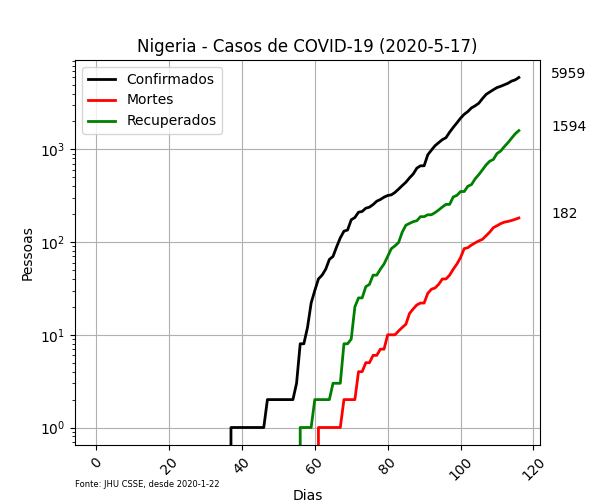 Nigeria - Casos de COVID-19 (2020-5-17)
Confirmados
Mortes
Recuperados
5959
1594
182
Pessoas
10³
10²
10¹
10⁰
0 20 40 60 80 100 120
Dias
Fonte: JHU CSSE, desde 2020-1-22